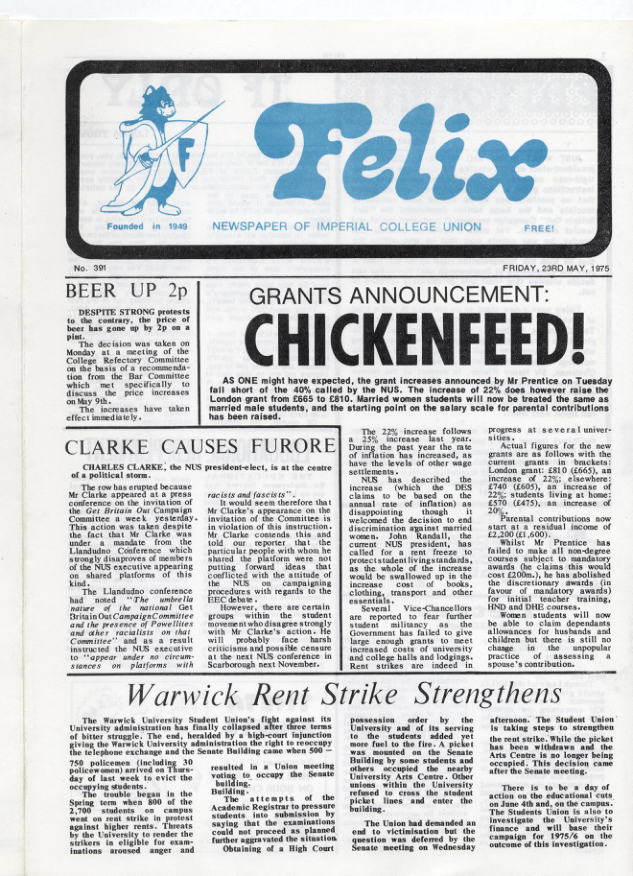 F
Felix
Founded in 1949
NEWSPAPER OF IMPERIAL COLLEGE UNION
FREE!
No. 391
FRIDAY, 23RD MAY, 1975
BEER UP 2p
DESPITE STRONG protests
to the contrary, the price of
beer has gone up by 2p on a
pint.
The decision was taken on
Monday at a meeting of the
College Refectory Committee
on the basis of a recommenda-
tion from the Bar Committee
which met specifically to
discuss the price increases
on May 9th.
The increases have taken
effect immediately.
GRANTS ANNOUNCEMENT:
CHICKENFEED!
AS ONE might have expected, the grant increases announced by Mr Prentice on Tuesday
fall short of the 40% called by the NUS. The increase of 22% does however raise the
London grant from £665 to £810. Married women students will now be treated the same as
married male students, and the starting point on the salary scale for parental contributions
has been raised.
The 22% increase follows
a 25% increase last year.
During the past year the rate
of inflation has increased, as
have the levels of other wage
settlements.
NUS has described the
increase (which the DES
claims to be based on the
annual rate of inflation) as
disappointing though it
welcomed the decision to end
discrimination against married
women. John Randall, the
current NUS president, has
called for a rent freeze to
protect student living standards,
as the whole of the increase
would be swallowed up in the
increase cost of books,
clothing, transport and other
essentials.
Several Vice-Chancellors
are reported to fear further
student militancy as the
Government has failed to give
large enough grants to meet
increased costs of university
and college halls and lodgings.
Rent strikes are indeed in
progress at several univer-
sities.
Actual figures for the new
grants are as follows with the
current grants in brackets:
London grant: £810 (£665), an
increase of 22%; elsewhere:
£740 (£605), an increase of
22%; students living at home:
£570 (£475), an increase of
20%.
Parental contributions now
start at a residual income of
£2,200 (£1,600).
Whilst Mr Prentice has
failed to make all non-degree
courses subject to mandatory
awards (he claims this would
cost £200m.), he has abolished
the discretionary awards (in
favour of mandatory awards)
for initial teacher training,
HND and DHE courses.
Women students will now
be able to claim dependants
allowances for husbands and
children but there is still no
change in the unpopular
practice of assessing a
spouse's contribution.
CLARKE CAUSES FURORE
CHARLES CLARKE, the NUS president-elect, is at the centre
of a political storm.
The row has erupted because
Mr Clarke appeared at a press
conference on the invitation of
the Get Britain Out Campaign
Committee a week yesterday.
This action was taken despite
the fact that Mr Clarke was
under a mandate from the
Llandudno Conference which
strongly disaproves of members
of the NUS executive appearing
on shared platforms of this
kind.
The Llandudno conference
had noted "The umbrella
nature of the national Get
Britain Out Campaign Committee
and the presence of Powellites
and other racialists on that
Committee" and as a result
instructed the NUS executive
to "appear under no circum-
stances on platforms with
racists and fascists".
It would seem therefore that
Mr Clarke's appearance on the
invitation of the Committee is
in violation of this instruction.
Mr Clarke contends this and
told our reporter that the
particular people with whom he
shared the platform were not
putting forward ideas that
conflicted with the attitude of
the NUS on campaigning
procedures with regards to the
EEC debate.
However, there are certain
groups within the student
movement who disagree strongly
with Mr Clarke's action. He
will probably face harsh
criticisms and possible censure
at the next NUS conference in
Scarborough next November.
Warwick Rent Strike Strengthens
The Warwick University Student Union's fight against its
University administration has finally collapsed after three terms
of bitter struggle. The end, heralded by a high-court injunction
giving the Warwick University administration the right to reoccupy
the telephone exchange and the Senate Building came when 500 –
750 policemen (including 30
policewomen) arrived on Thurs-
day of last week to evict the
occupying students.
The trouble began in the
Spring term when 800 of the
2,700 students on campus
went on rent strike in protest
against higher rents. Threats
by the University to render the
strikers in eligible for exam-
inations aroused anger and
resulted in a Union meeting
voting to occupy the Senate
building.
Building.
The attempts of the
Academic Registrar to pressure
students into submission by
saying that the examinations
could not proceed as planned
further aggravated the situation
Obtaining of a High Court
possession order by the
University and of its serving
to the students added yet
more fuel to the fire. A picket
was mounted on the Senate
Building by some students and
others occupied the nearby
University Arts Centre. Other
unions within the University
refused to cross the student
picket lines and enter the
building.
The Union had demanded an
end to victimisation but the
question was deferred by the
Senate meeting on Wednesday
afternoon. The Student Union
is taking steps to strengthen
the rent strike. While the picket
has been withdrawn and the
Arts Centre is no longer being
occupied. This decision came
after the Senate meeting.
There is to be a day of
action on the educational cuts
on June 4th and, on the campus.
The Students Union is also to
investigate the University's
finance and will base their
campaign for 1975/6 on the
outcome of this investigation.